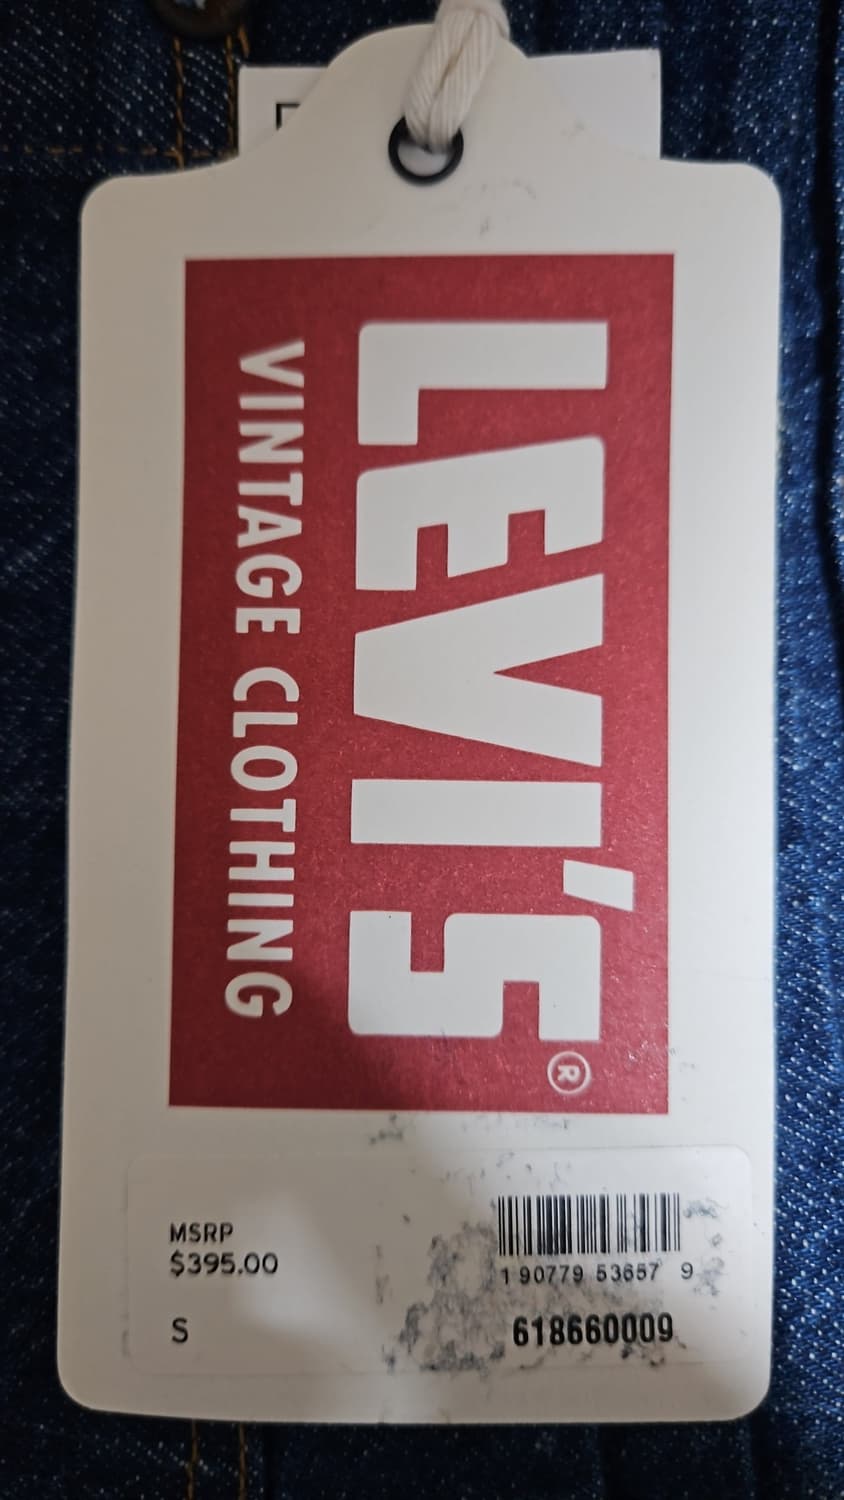 LEVI'S®
VINTAGE CLOTHING
MSRP
$395.00
S
1 90779 53657 9
618660009